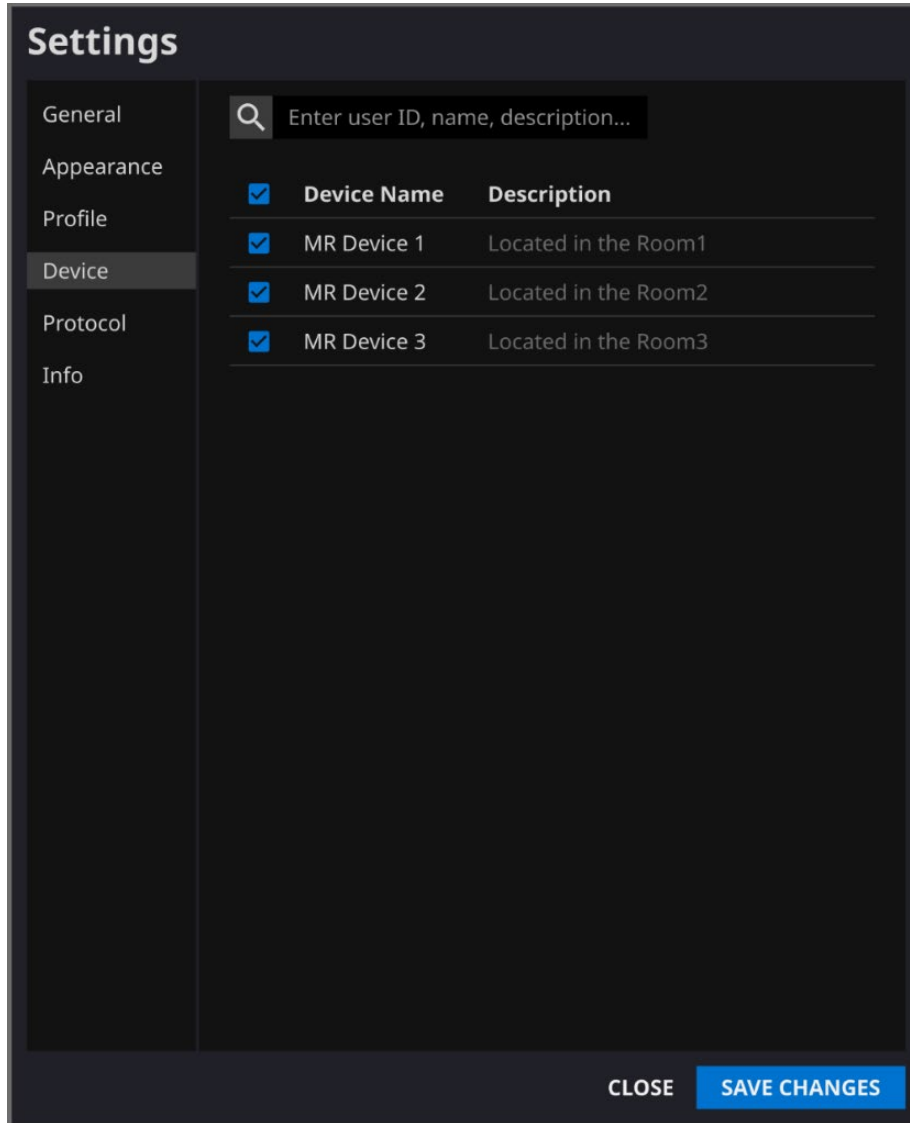 Settings
General
Appearance
Profile
Device
Protocol
Info
Enter user ID, name, description...
Device Name Description
MR Device 1 Located in the Room1
MR Device 2 Located in the Room2
MR Device 3 Located in the Room3
CLOSE SAVE CHANGES